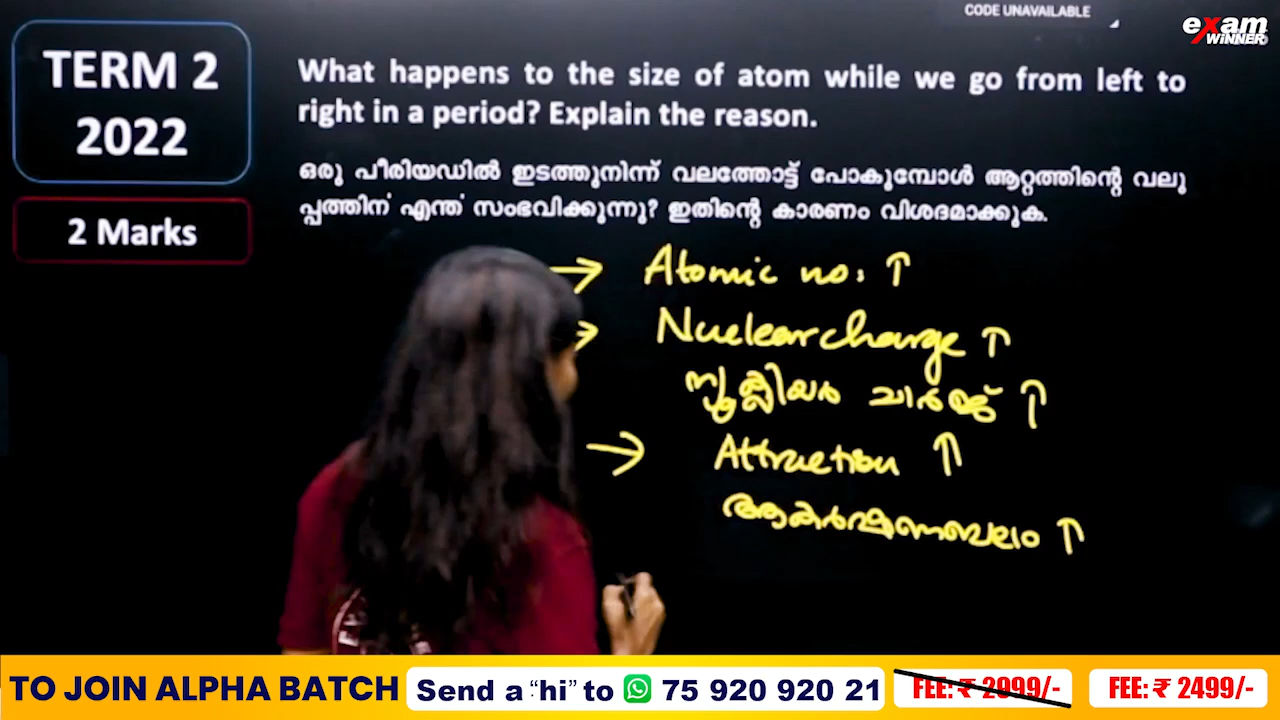 CODE UNAVAILABLE
exam
WINNER
TERM 2
2022
2 Marks
What happens to the size of atom while we go from left to
right in a period? Explain the reason.
ഒരു പീരിയഡിൽ ഇടത്തുനിന്ന് വലത്തോട്ട് പോകുമ്പോൾ ആറ്റത്തിന്റെ വലു
പ്പത്തിന് എന്ത് സംഭവിക്കുന്നു? ഇതിന്റെ കാരണം വിശദമാക്കുക.
→ Atomic no: ↑
→ Nuclear charge ↑
ന്യൂക്ലിയർ ചാർജ്ജ് ↑
→ Attraction ↑
ആകർഷണബലം ↑
TO JOIN ALPHA BATCH
Send a “hi” to 75 920 920 21
FEE: ₹ 2999/-
FEE: ₹ 2499/-